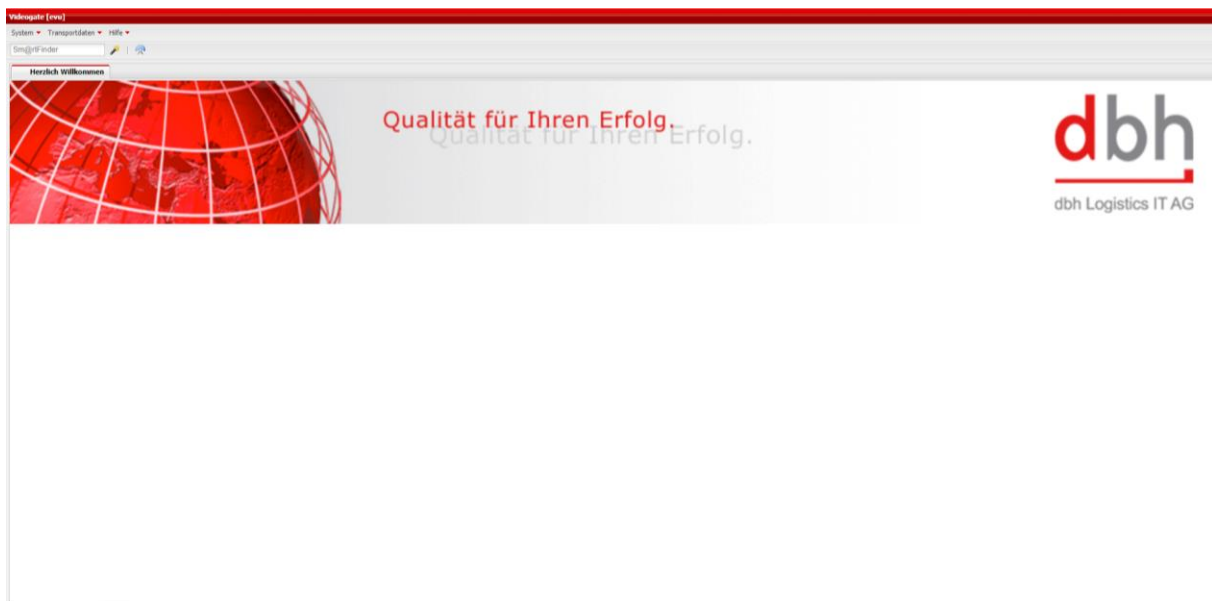 Videogate [evu]
System Transportdaten Hilfe
Sm@rtFinder
Herzlich Willkommen
Qualität für Ihren Erfolg.
Qualität für Ihren Erfolg.
dbh
dbh Logistics IT AG